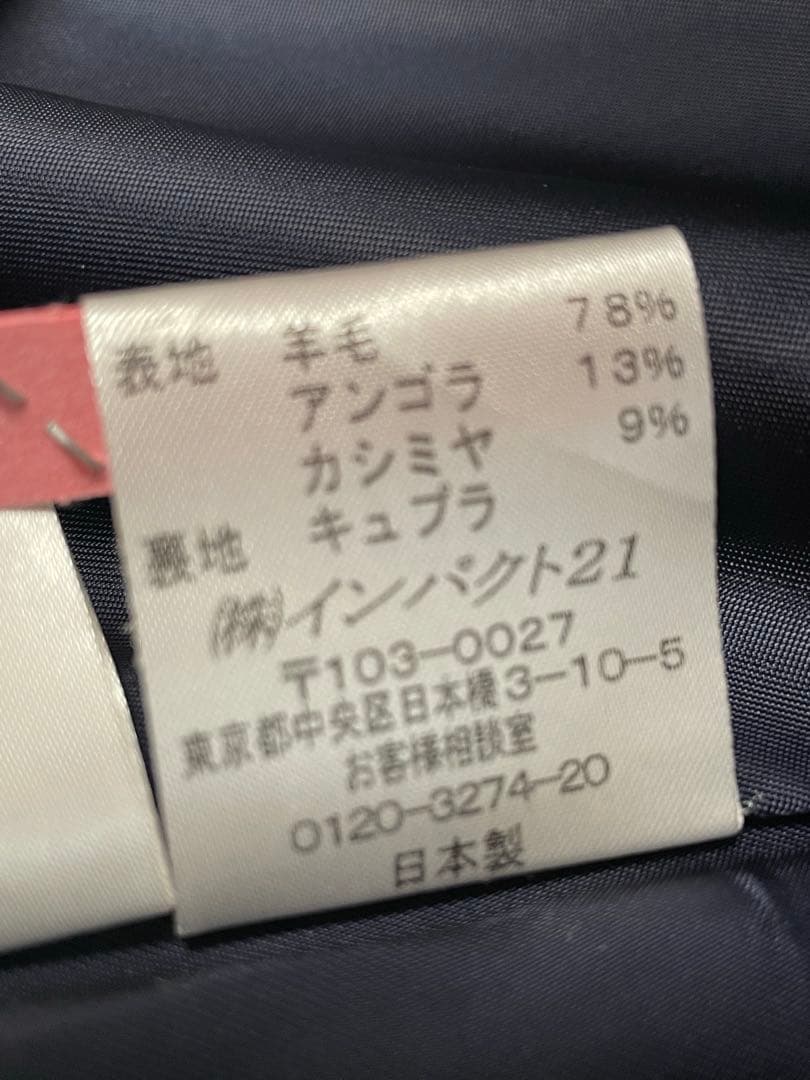 表地 羊毛 78%
アンゴラ 13%
カシミヤ 9%
裏地 キュプラ
(株)インパクト21
〒103-0027
東京都中央区日本橋3-10-5
お客様相談室
0120-3274-20
日本製